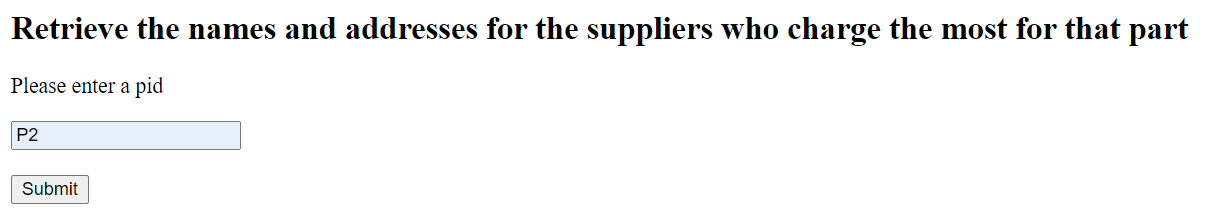 Retrieve the names and addresses for the suppliers who charge the most for that part
Please enter a pid
P2
Submit